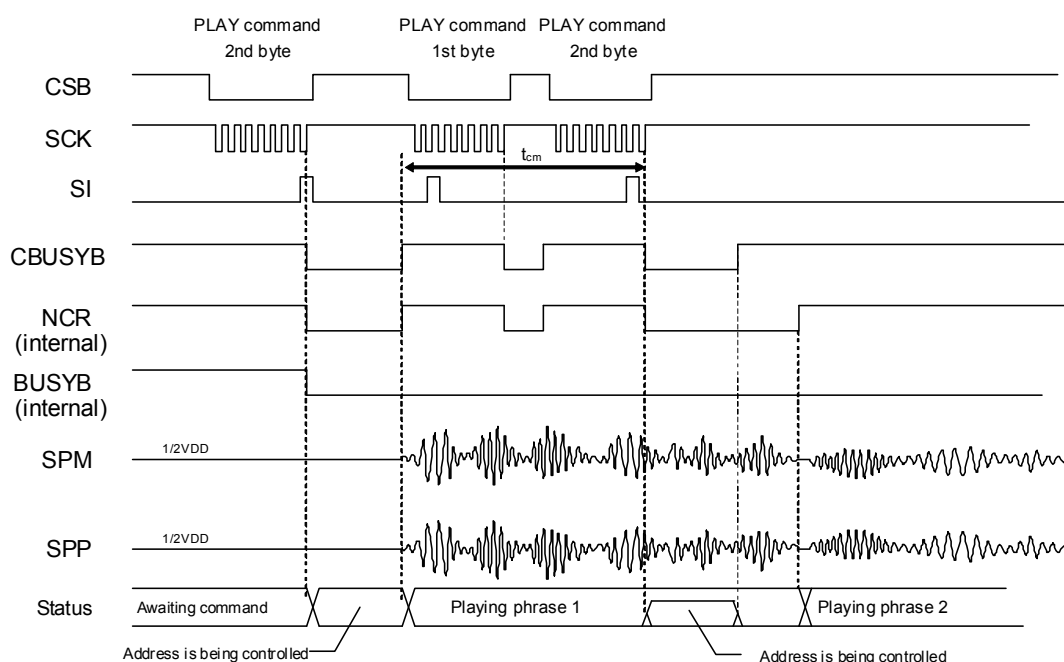 PLAY command
2nd byte
PLAY command
1st byte
PLAY command
2nd byte
CSB
SCK
tcm
SI
CBUSYB
NCR
(internal)
BUSYB
(internal)
1/2VDD
SPM
1/2VDD
SPP
Status
Awaiting command
Playing phrase 1
Playing phrase 2
Address is being controlled
Address is being controlled